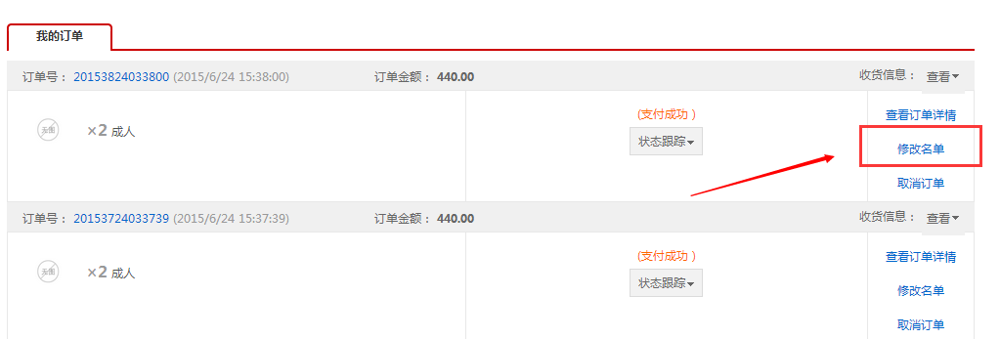 我的订单
订单号： 20153824033800 (2015/6/24 15:38:00) 订单金额： 440.00 收货信息： 查看
无图 ×2 成人 (支付成功) 查看订单详情
状态跟踪 修改名单
取消订单
订单号： 20153724033739 (2015/6/24 15:37:39) 订单金额： 440.00 收货信息： 查看
无图 ×2 成人 (支付成功) 查看订单详情
状态跟踪 修改名单
取消订单